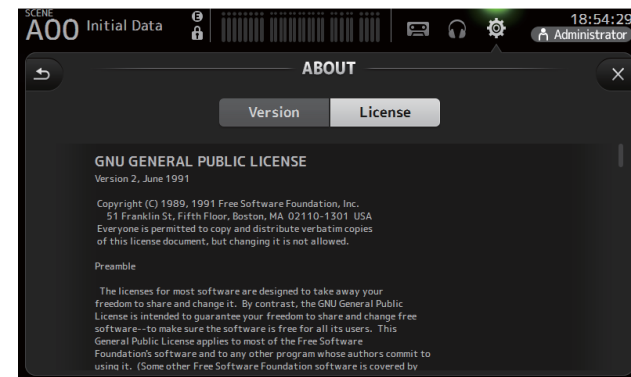 SCENE
A00 Initial Data
E
18:54:29
Administrator
ABOUT
Version License
GNU GENERAL PUBLIC LICENSE
Version 2, June 1991
Copyright (C) 1989, 1991 Free Software Foundation, Inc.
51 Franklin St, Fifth Floor, Boston, MA 02110-1301 USA
Everyone is permitted to copy and distribute verbatim copies
of this license document, but changing it is not allowed.
Preamble
The licenses for most software are designed to take away your
freedom to share and change it. By contrast, the GNU General Public
License is intended to guarantee your freedom to share and change free
software--to make sure the software is free for all its users. This
General Public License applies to most of the Free Software
Foundation's software and to any other program whose authors commit to
using it. (Some other Free Software Foundation software is covered by